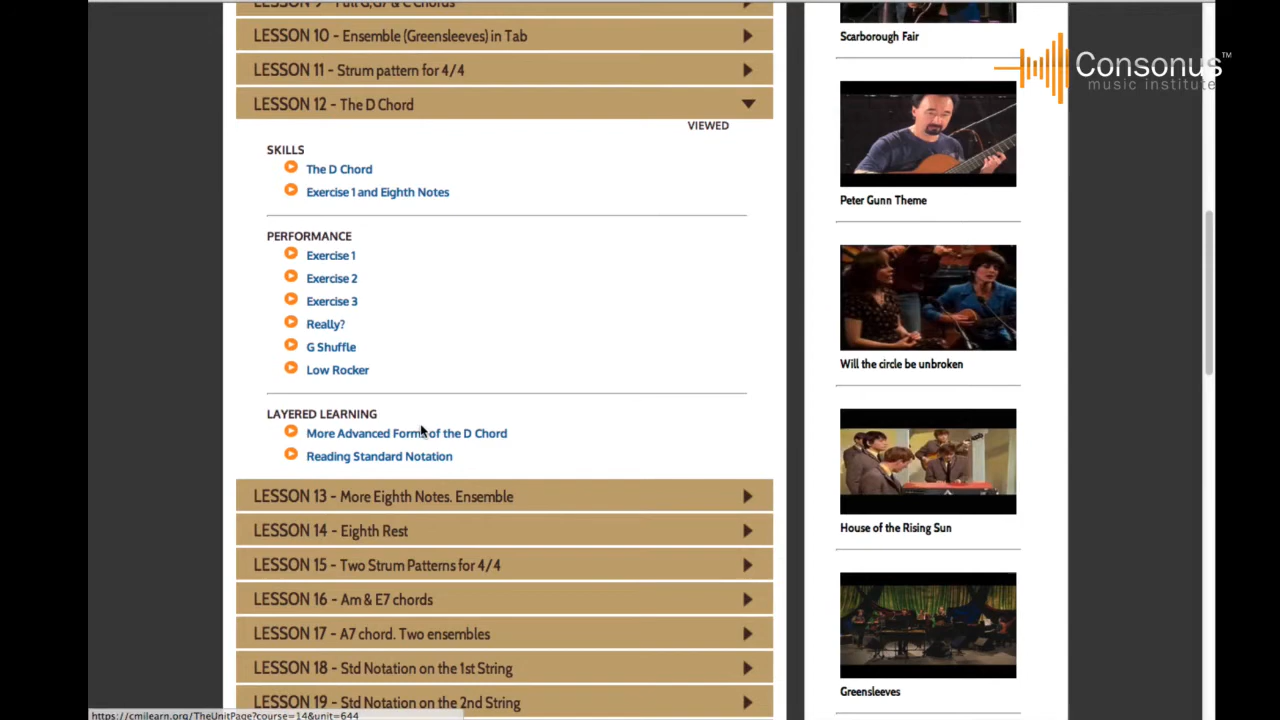 LESSON 9 - Full G,G7 & C Chords
LESSON 10 - Ensemble (Greensleeves) in Tab
LESSON 11 - Strum pattern for 4/4
LESSON 12 - The D Chord
VIEWED
SKILLS
The D Chord
Exercise 1 and Eighth Notes
PERFORMANCE
Exercise 1
Exercise 2
Exercise 3
Really?
G Shuffle
Low Rocker
LAYERED LEARNING
More Advanced Forms of the D Chord
Reading Standard Notation
LESSON 13 - More Eighth Notes. Ensemble
LESSON 14 - Eighth Rest
LESSON 15 - Two Strum Patterns for 4/4
LESSON 16 - Am & E7 chords
LESSON 17 - A7 chord. Two ensembles
LESSON 18 - Std Notation on the 1st String
LESSON 19 - Std Notation on the 2nd String
https://cmilearn.org/TheUnitPage?course=14&unit=644
Scarborough Fair
Consonus™
music institute
Peter Gunn Theme
Will the circle be unbroken
House of the Rising Sun
Greensleeves